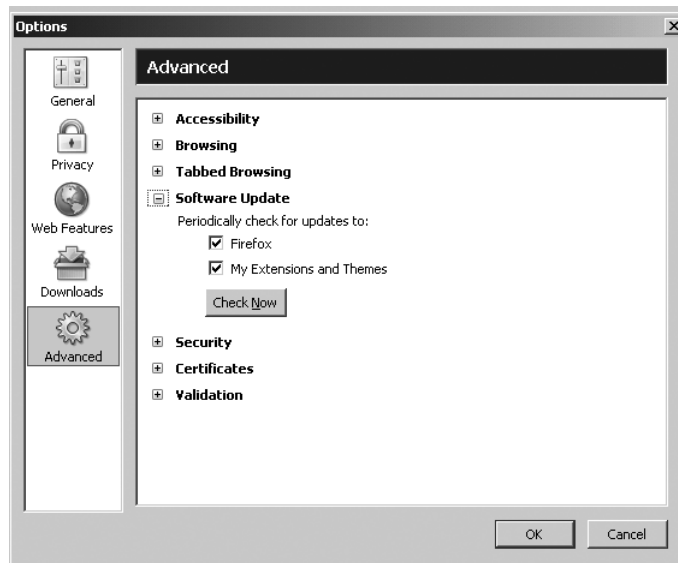 Options
General
Privacy
Web Features
Downloads
Advanced
Advanced
Accessibility
Browsing
Tabbed Browsing
Software Update
Periodically check for updates to:
Firefox
My Extensions and Themes
Check Now
Security
Certificates
Validation
OK
Cancel